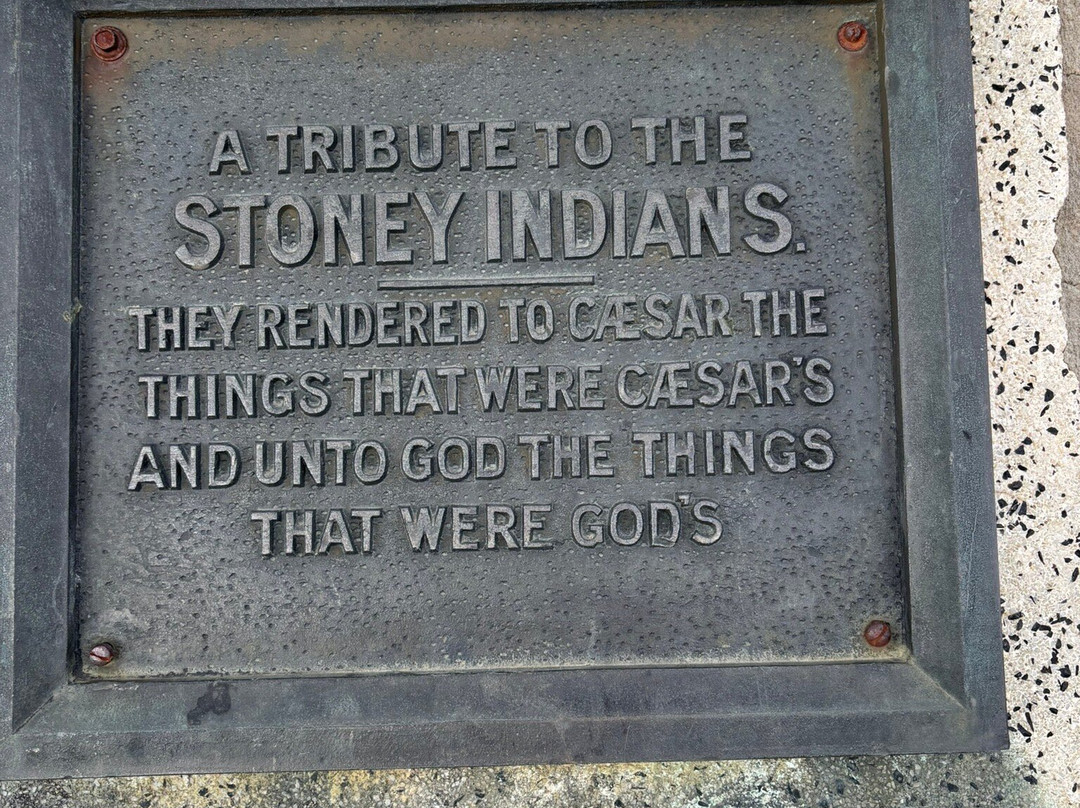 A TRIBUTE TO THE
STONEY INDIANS.
THEY RENDERED TO CÆSAR THE
THINGS THAT WERE CÆSAR'S
AND UNTO GOD THE THINGS
THAT WERE GOD'S